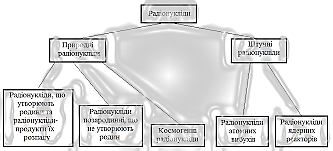 Радіонукліди
Природні
радіонукліди
Штучні
радіонукліди
Радіонукліди, що
утворюють
родини та
радіонукліди-
продукти їх
розпаду
Радіонукліди
позародинні, що
не утворюють
родин
Космогенні
радіонукліди
Радіонукліди
атомних
вибухів
Радіонукліди
ядерних
реакторів